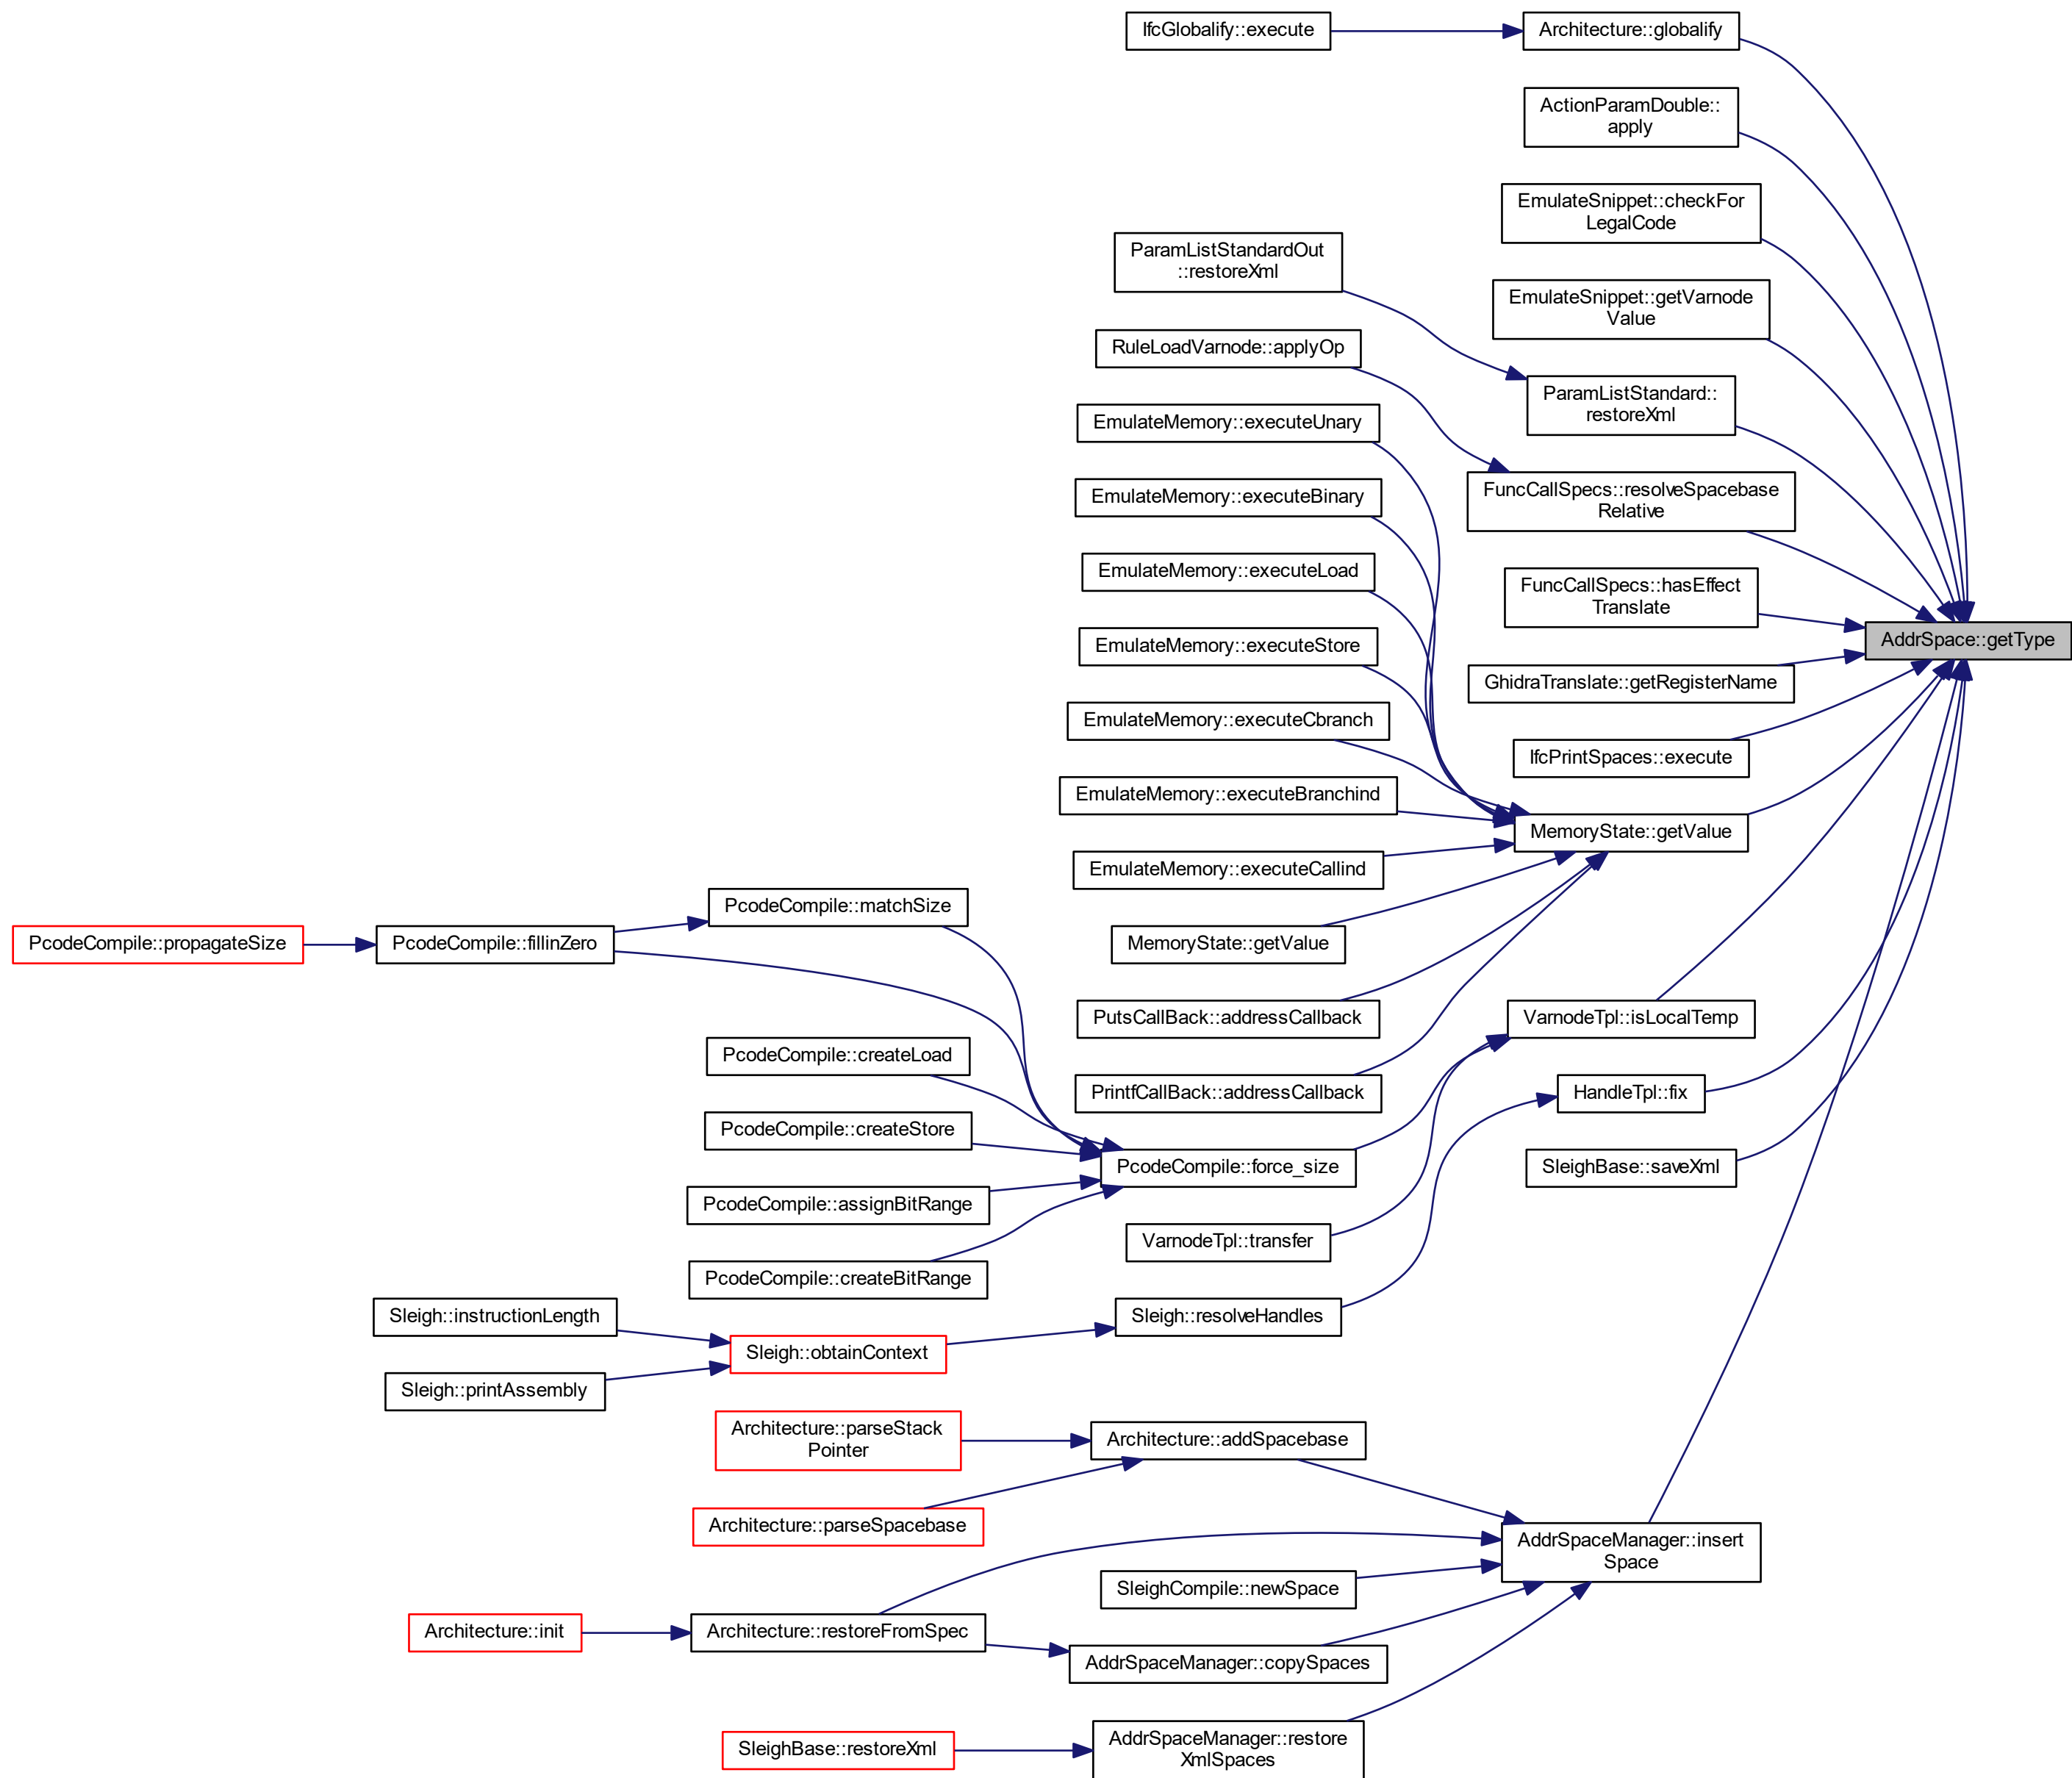 IfcGlobalify::execute
Architecture::globalify
ActionParamDouble::
apply
EmulateSnippet::checkFor
LegalCode
ParamListStandardOut
::restoreXml
EmulateSnippet::getVarnode
Value
RuleLoadVarnode::applyOp
ParamListStandard::
restoreXml
EmulateMemory::executeUnary
EmulateMemory::executeBinary
FuncCallSpecs::resolveSpacebase
Relative
EmulateMemory::executeLoad
FuncCallSpecs::hasEffect
Translate
EmulateMemory::executeStore
AddrSpace::getType
GhidraTranslate::getRegisterName
EmulateMemory::executeCbranch
IfcPrintSpaces::execute
EmulateMemory::executeBranchind
MemoryState::getValue
EmulateMemory::executeCallind
PcodeCompile::matchSize
PcodeCompile::propagateSize
PcodeCompile::fillinZero
MemoryState::getValue
PutsCallBack::addressCallback
VarnodeTpl::isLocalTemp
PcodeCompile::createLoad
PrintfCallBack::addressCallback
HandleTpl::fix
PcodeCompile::createStore
PcodeCompile::force_size
SleighBase::saveXml
PcodeCompile::assignBitRange
VarnodeTpl::transfer
PcodeCompile::createBitRange
Sleigh::instructionLength
Sleigh::resolveHandles
Sleigh::obtainContext
Sleigh::printAssembly
Architecture::parseStack
Pointer
Architecture::addSpacebase
Architecture::parseSpacebase
AddrSpaceManager::insert
Space
SleighCompile::newSpace
Architecture::init
Architecture::restoreFromSpec
AddrSpaceManager::copySpaces
SleighBase::restoreXml
AddrSpaceManager::restore
XmlSpaces